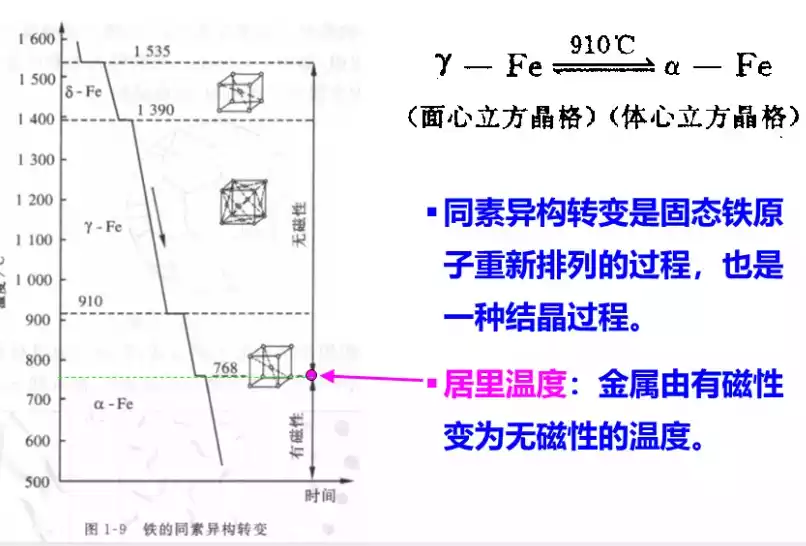 1 600
1 535
1 500
δ-Fe
1 390
1 400
1 300
1 200
γ-Fe
无磁性
1 100
1 000
温度/℃
910
900
800
768
700
α-Fe
有磁性
600
500
时间
图 1-9 铁的同素异构转变
910℃
γ — Fe ⇌ α — Fe
(面心立方晶格)(体心立方晶格)
▪同素异构转变是固态铁原
子重新排列的过程，也是
一种结晶过程。
▪居里温度：金属由有磁性
变为无磁性的温度。